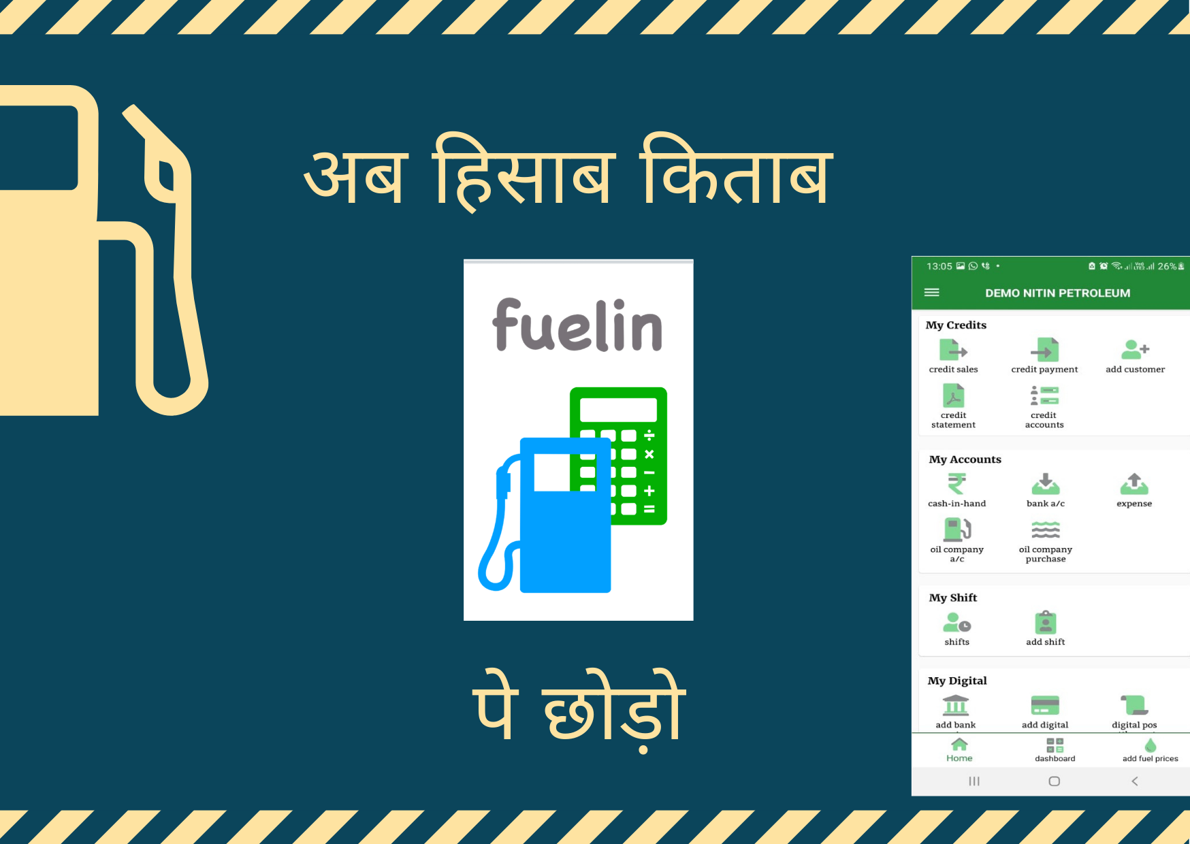 अब हिसाब किताब
fuelin
÷
×
−
+
=
पे छोड़ो
13:05 26%
DEMO NITIN PETROLEUM
My Credits
credit sales credit payment add customer
credit statement credit accounts
My Accounts
cash-in-hand bank a/c expense
oil company a/c oil company purchase
My Shift
shifts add shift
My Digital
add bank add digital digital pos
Home dashboard add fuel prices